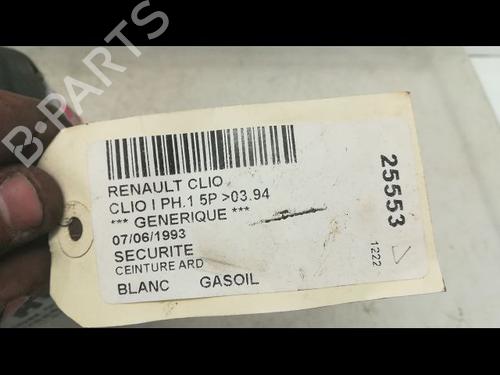 B-PARTS
RENAULT CLIO
CLIO I PH.1 5P >03.94
*** GENERIQUE ***
07/06/1993
SECURITE
CEINTURE ARD
BLANC GASOIL
25553
1222